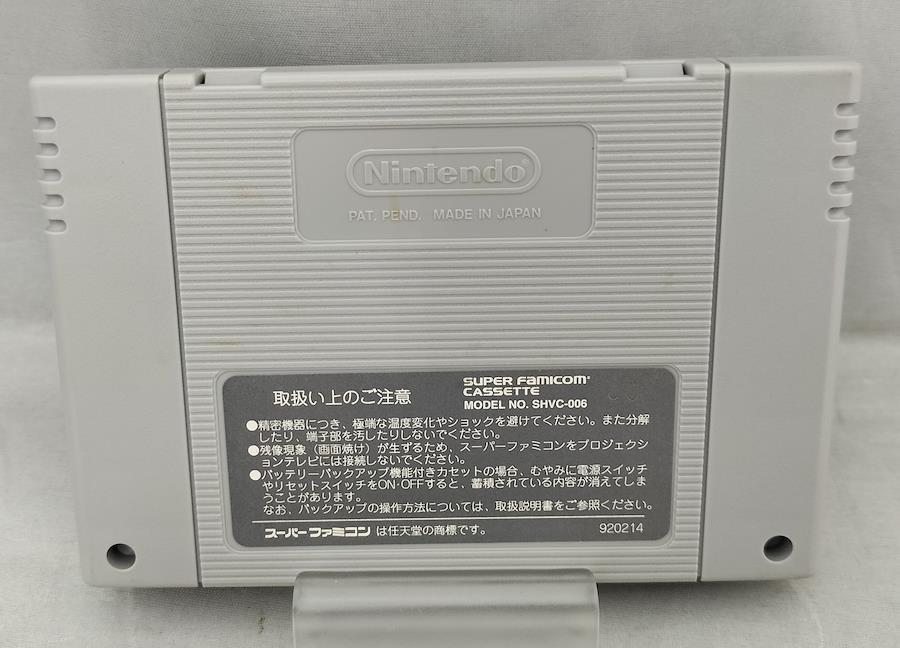 Nintendo®
PAT. PEND. MADE IN JAPAN
取扱い上のご注意
SUPER FAMICOM
CASSETTE
MODEL NO. SHVC-006
●精密機器につき、極端な温度変化やショックを避けてください。また分解
したり、端子部を汚したりしないでください。
●残像現象（画面焼け）が生ずるため、スーパーファミコンをプロジェクシ
ョンテレビには接続しないでください。
●バッテリーバックアップ機能付きカセットの場合、むやみに電源スイッチ
やリセットスイッチをON・OFFすると、蓄積されている内容が消えてしま
うことがあります。
なお、バックアップの操作方法については、取扱説明書をご参照ください。
スーパーファミコンは任天堂の商標です。 920214